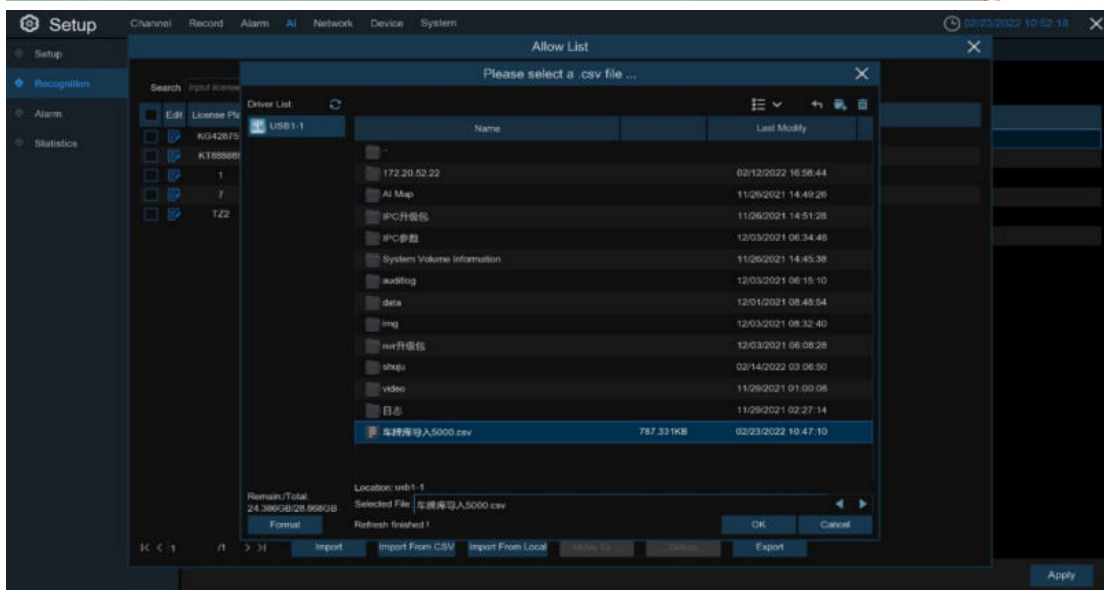 Setup Channel Record Alarm AI Network Device System 02/23/2022 10:52:18
Allow List
Setup
Recognition
Alarm
Statistics
Please select a .csv file ...
Search
Edit License Pla
KG42875
KT88888
1
7
TZ2
Driver List:
USB1-1
Name Last Modify
..
172.20.52.22 02/12/2022 16:58:44
AI Map 11/26/2021 14:49:26
IPC升级包 11/26/2021 14:51:28
IPC参数 12/03/2021 06:34:46
System Volume Information 11/26/2021 14:45:38
auditlog 12/03/2021 06:15:10
data 12/01/2021 08:48:54
img 12/03/2021 08:32:40
nvr升级包 12/03/2021 06:08:28
shuju 02/14/2022 03:06:50
video 11/29/2021 01:00:08
日志 11/29/2021 02:27:14
车牌库导入5000.csv 787.331KB 02/23/2022 10:47:10
Remain/Total:
24.386GB/28.868GB
Format
Location: usb1-1
Selected File: 车牌库导入5000.csv
Refresh finished !
OK Cancel
1 /1 Import Import From CSV Import From Local Move To ... Delete Export
Apply